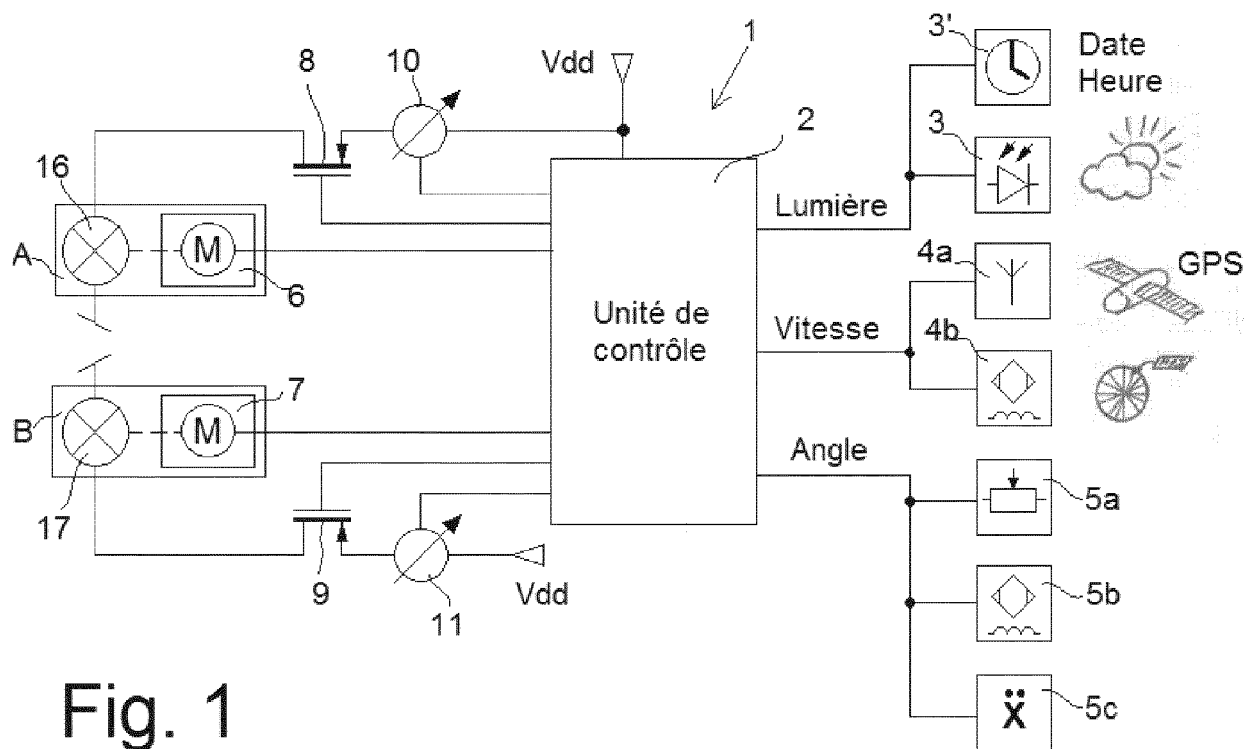 1
3'
Date
Heure
8
10
Vdd
2
3
16
Lumière
A
M
6
4a
GPS
Unité de
contrôle
Vitesse
4b
7
B
M
Angle
5a
17
9
11
Vdd
5b
5c
ẍ
Fig. 1